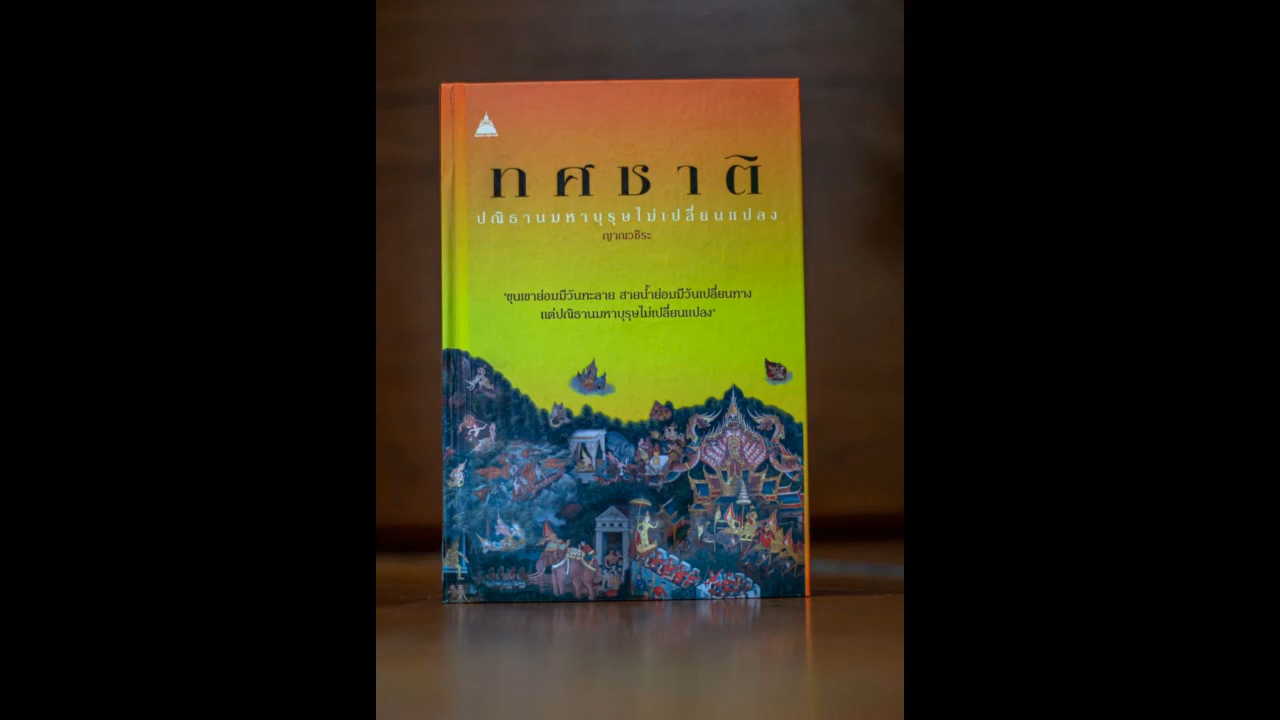 ทศชาติ
ปณิธานมหาบุรุษไม่เปลี่ยนแปลง
ญาณวชิระ
'ขุนเขาย่อมมีวันทะลาย สายน้ำย่อมมีวันเปลี่ยนทาง
แต่ปณิธานมหาบุรุษไม่เปลี่ยนแปลง'